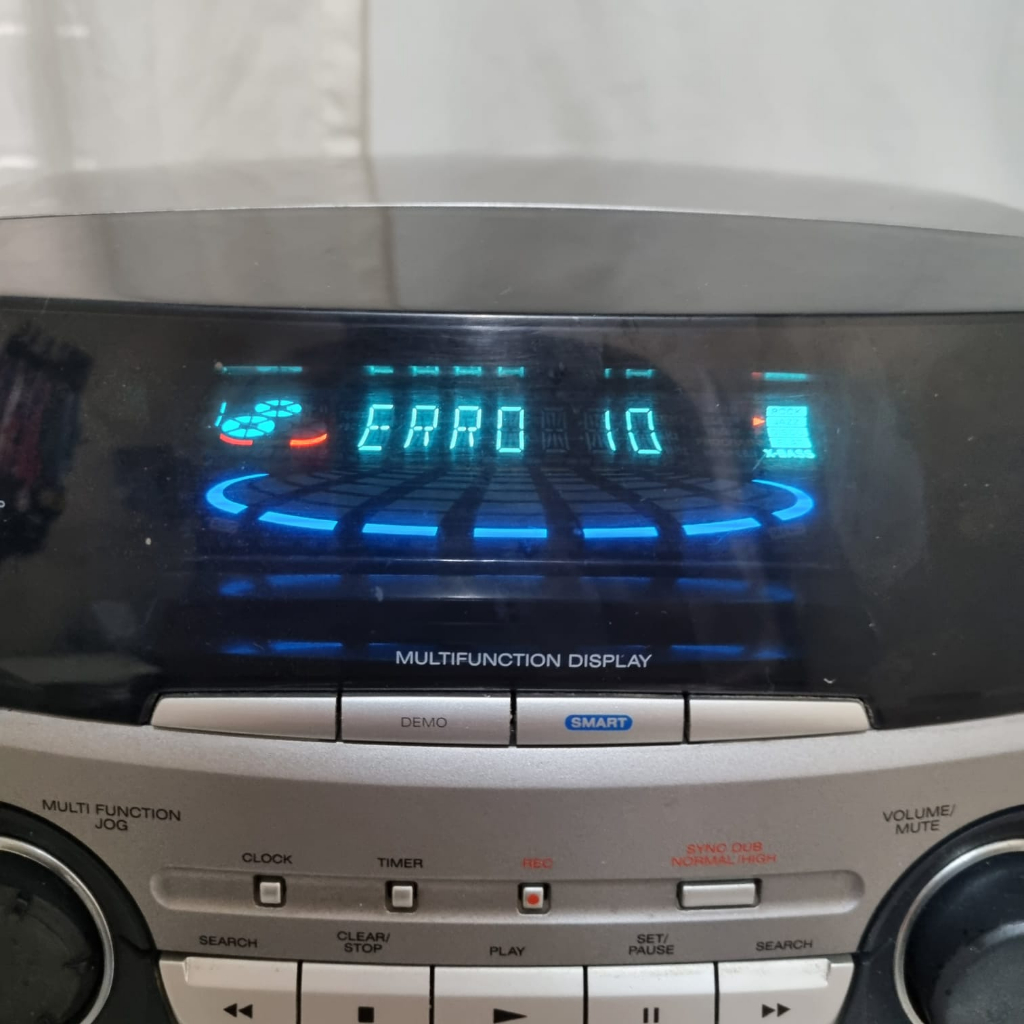 ERRO 10
X-BASS
MULTIFUNCTION DISPLAY
DEMO
SMART
MULTI FUNCTION
JOG
VOLUME/
MUTE
CLOCK
TIMER
REC
SYNC DUB
NORMAL/HIGH
SEARCH
CLEAR/
STOP
PLAY
SET/
PAUSE
SEARCH